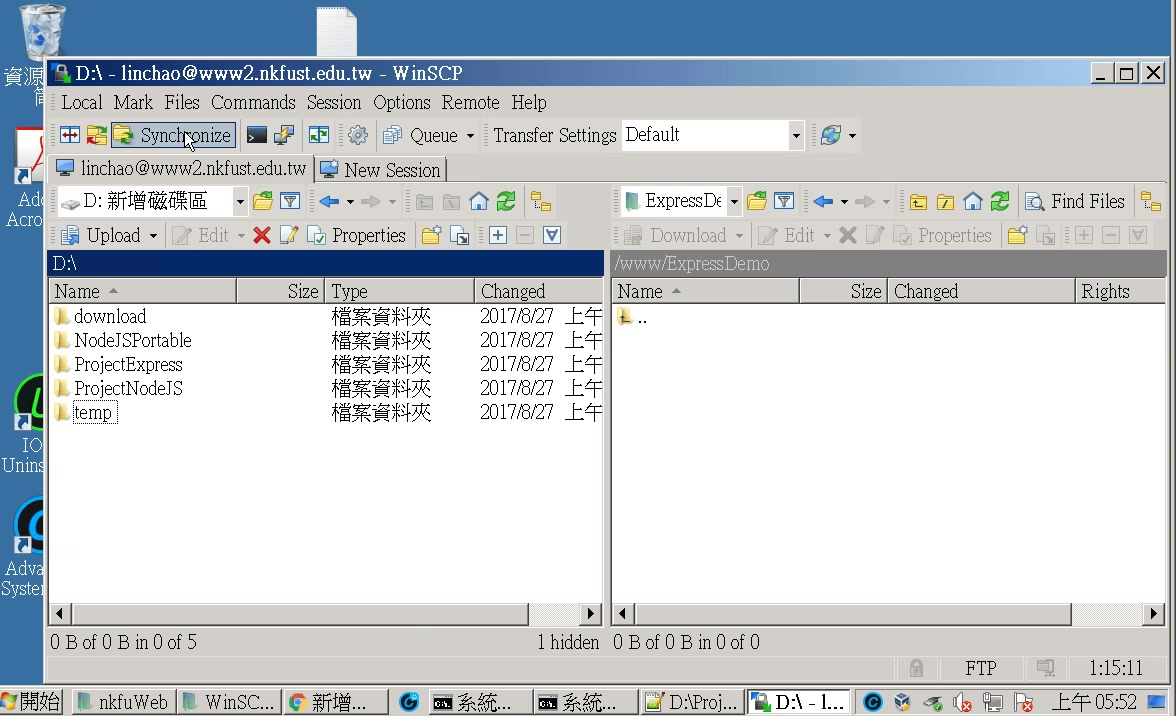 資源
筒
D:\ - linchao@www2.nkfust.edu.tw - WinSCP
Local Mark Files Commands Session Options Remote Help
Synchronize Queue Transfer Settings Default
linchao@www2.nkfust.edu.tw New Session
Ado
Acro
D: 新增磁碟區
ExpressDe Find Files
Upload Edit Properties
Download Edit Properties
D:\
/www/ExpressDemo
Name Size Type Changed
Name Size Changed Rights
download 檔案資料夾 2017/8/27 上午
..
NodeJSPortable 檔案資料夾 2017/8/27 上午
ProjectExpress 檔案資料夾 2017/8/27 上午
ProjectNodeJS 檔案資料夾 2017/8/27 上午
temp 檔案資料夾 2017/8/27 上午
IO
Unins
Adva
System
0 B of 0 B in 0 of 5 1 hidden
0 B of 0 B in 0 of 0
FTP 1:15:11
開始 nkfuWeb WinSC... 新增... 系統... 系統... D:\Proj... D:\ - l... 上午 05:52